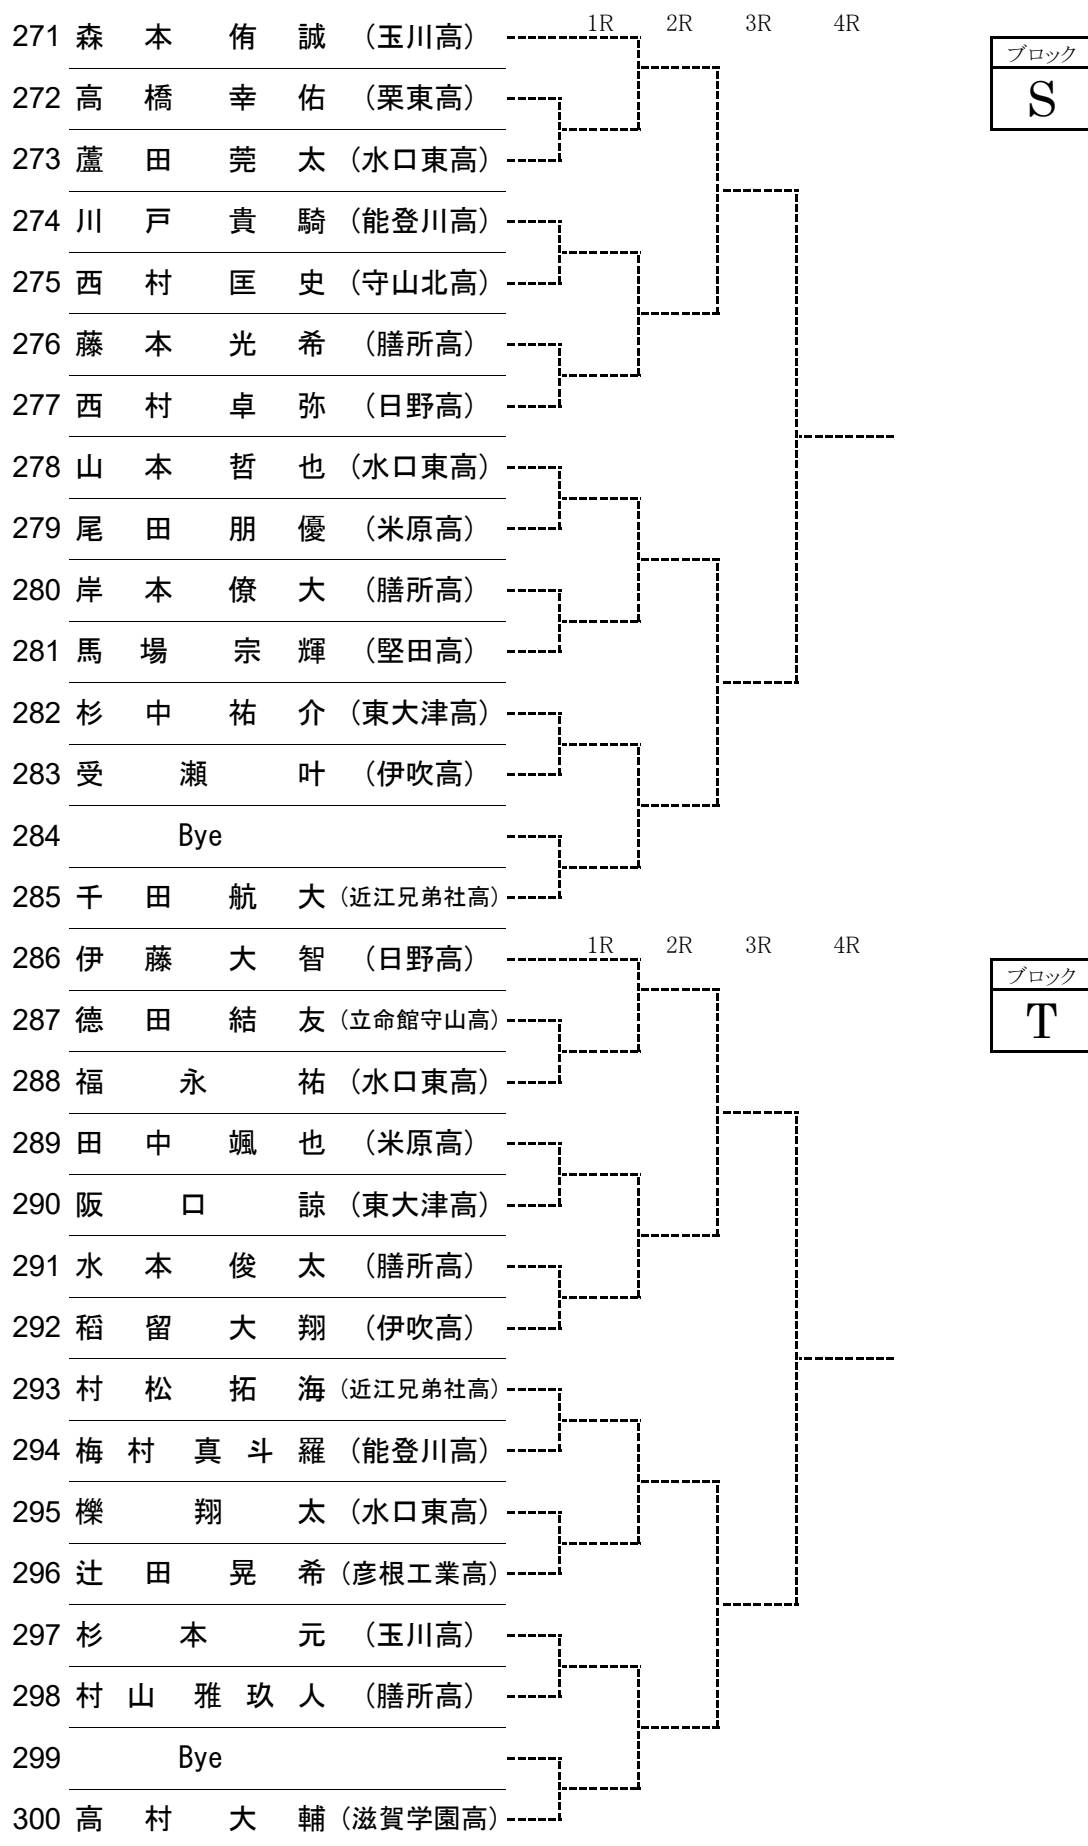 1R 2R 3R 4R
271 森 本 侑 誠 (玉川高)
ブロック
S
272 高 橋 幸 佑 (栗東高)
273 蘆 田 莞 太 (水口東高)
274 川 戸 貴 騎 (能登川高)
275 西 村 匡 史 (守山北高)
276 藤 本 光 希 (膳所高)
277 西 村 卓 弥 (日野高)
278 山 本 哲 也 (水口東高)
279 尾 田 朋 優 (米原高)
280 岸 本 僚 大 (膳所高)
281 馬 場 宗 輝 (堅田高)
282 杉 中 祐 介 (東大津高)
283 受 瀬 叶 (伊吹高)
284 Bye
285 千 田 航 大 (近江兄弟社高)
1R 2R 3R 4R
286 伊 藤 大 智 (日野高)
ブロック
T
287 德 田 結 友 (立命館守山高)
288 福 永 祐 (水口東高)
289 田 中 颯 也 (米原高)
290 阪 口 諒 (東大津高)
291 水 本 俊 太 (膳所高)
292 稻 留 大 翔 (伊吹高)
293 村 松 拓 海 (近江兄弟社高)
294 梅 村 真 斗 羅 (能登川高)
295 櫟 翔 太 (水口東高)
296 辻 田 晃 希 (彦根工業高)
297 杉 本 元 (玉川高)
298 村 山 雅 玖 人 (膳所高)
299 Bye
300 高 村 大 輔 (滋賀学園高)